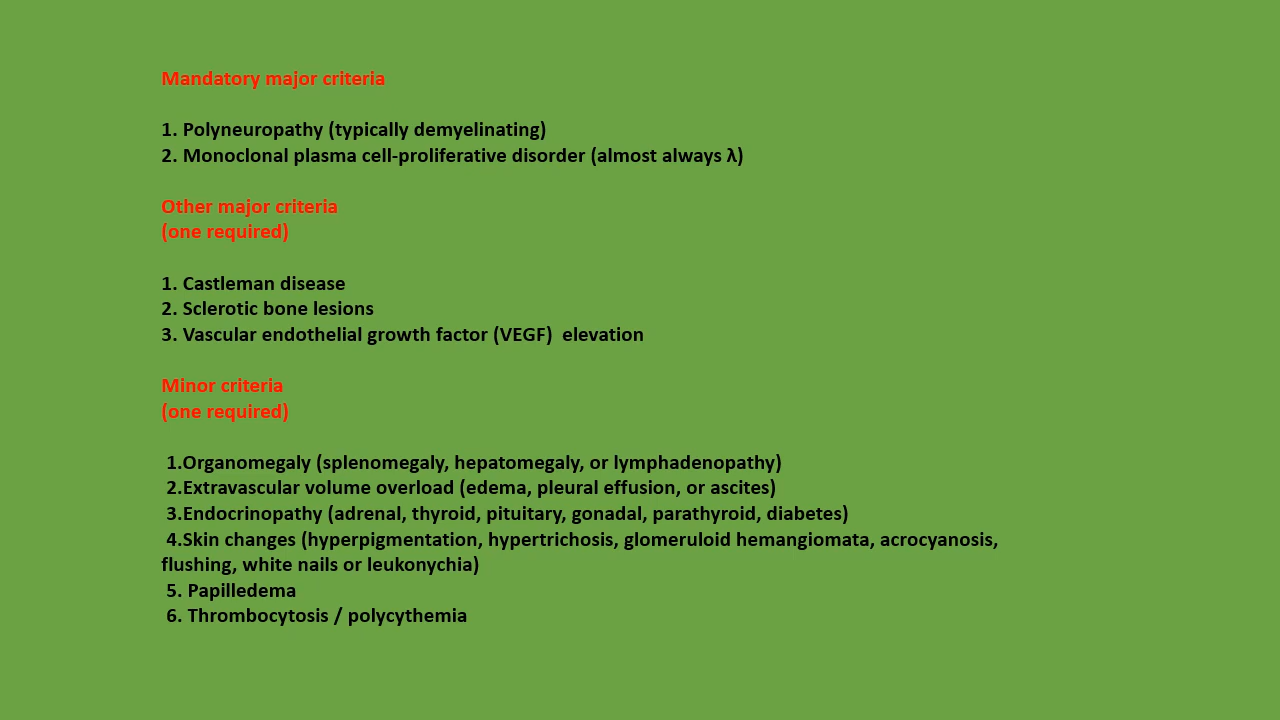 Mandatory major criteria
1. Polyneuropathy (typically demyelinating)
2. Monoclonal plasma cell-proliferative disorder (almost always λ)
Other major criteria
(one required)
1. Castleman disease
2. Sclerotic bone lesions
3. Vascular endothelial growth factor (VEGF)  elevation
Minor criteria
(one required)
1.Organomegaly (splenomegaly, hepatomegaly, or lymphadenopathy)
2.Extravascular volume overload (edema, pleural effusion, or ascites)
3.Endocrinopathy (adrenal, thyroid, pituitary, gonadal, parathyroid, diabetes)
4.Skin changes (hyperpigmentation, hypertrichosis, glomeruloid hemangiomata, acrocyanosis,
flushing, white nails or leukonychia)
5. Papilledema
6. Thrombocytosis / polycythemia